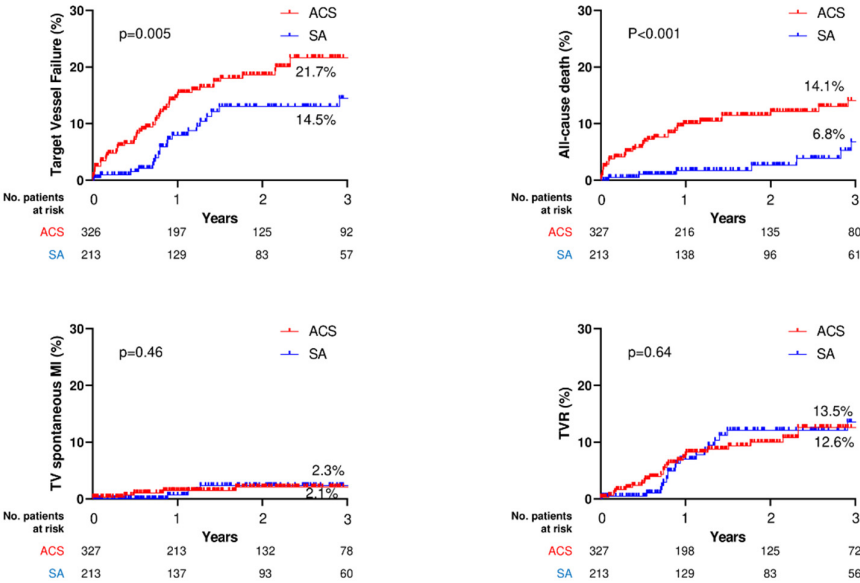 Target Vessel Failure (%)
30
20
10
0
p=0.005
ACS
SA
21.7%
14.5%
0 1 2 3
Years
No. patients
at risk
ACS 326 197 125 92
SA 213 129 83 57
All-cause death (%)
30
20
10
0
P<0.001
ACS
SA
14.1%
6.8%
0 1 2 3
Years
No. patients
at risk
ACS 327 216 135 80
SA 213 138 96 61
TV spontaneous MI (%)
30
20
10
0
p=0.46
ACS
SA
2.3%
2.1%
0 1 2 3
Years
No. patients
at risk
ACS 327 213 132 78
SA 213 137 93 60
TVR (%)
30
20
10
0
p=0.64
ACS
SA
13.5%
12.6%
0 1 2 3
Years
No. patients
at risk
ACS 327 198 125 72
SA 213 129 83 56